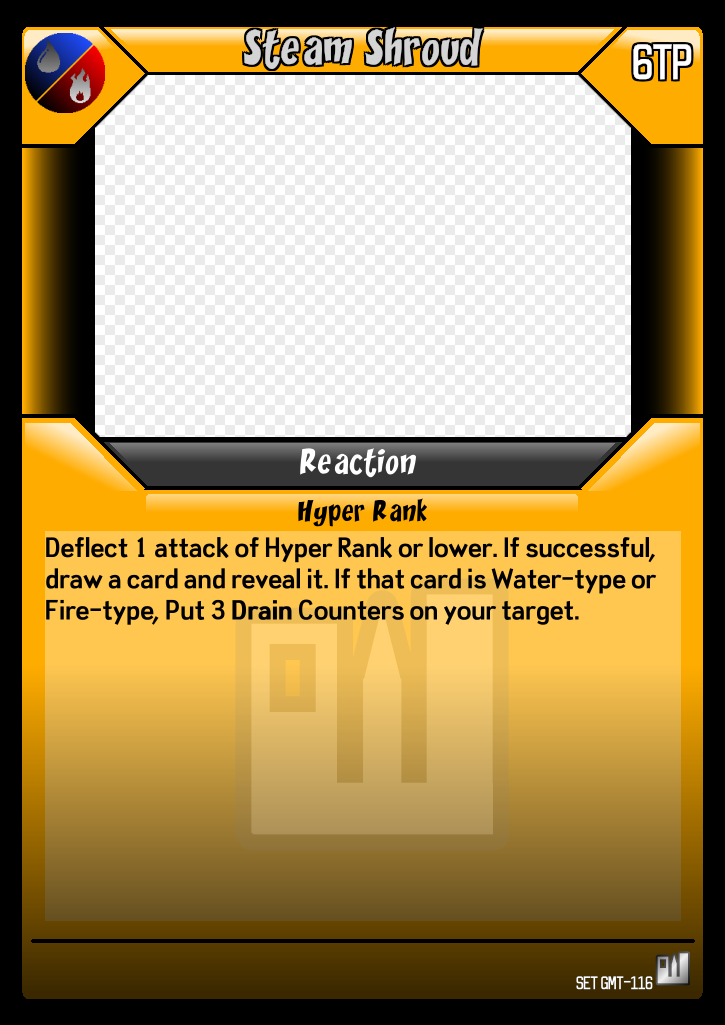 Steam Shroud
6TP
Reaction
Hyper Rank
Deflect 1 attack of Hyper Rank or lower. If successful,
draw a card and reveal it. If that card is Water-type or
Fire-type, Put 3 Drain Counters on your target.
SET GMT-116